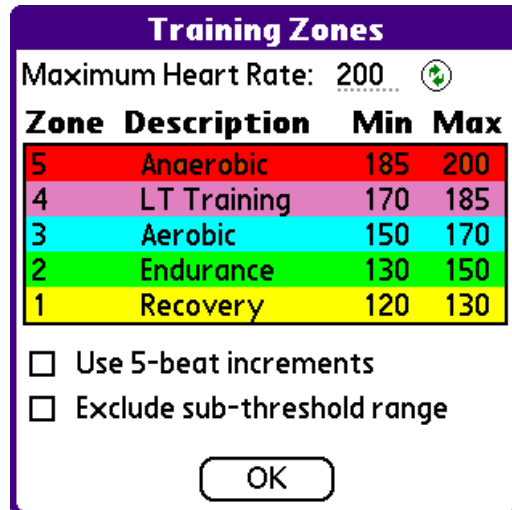 Training Zones
Maximum Heart Rate: 200
Zone Description Min Max
5 Anaerobic 185 200
4 LT Training 170 185
3 Aerobic 150 170
2 Endurance 130 150
1 Recovery 120 130
Use 5-beat increments
Exclude sub-threshold range
OK